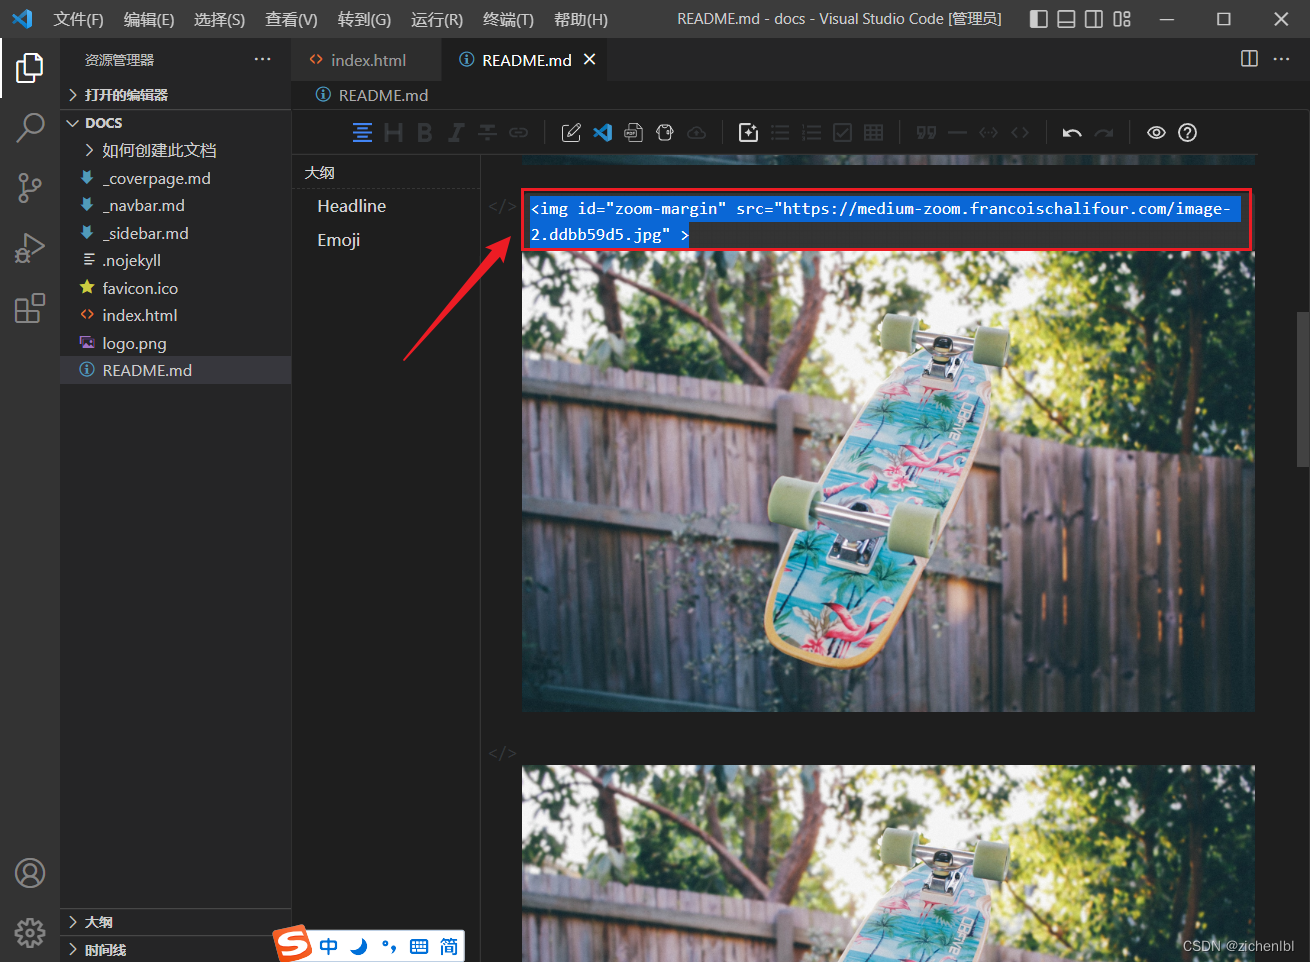 文件(F) 编辑(E) 选择(S) 查看(V) 转到(G) 运行(R) 终端(T) 帮助(H) README.md - docs - Visual Studio Code [管理员]
资源管理器
index.html
README.md
打开的编辑器
README.md
DOCS
如何创建此文档
_coverpage.md
_navbar.md
_sidebar.md
.nojekyll
favicon.ico
index.html
logo.png
README.md
大纲
时间线
H B I PDF
大纲
Headline
Emoji
</>
<img id="zoom-margin" src="https://medium-zoom.francoischalifour.com/image-
2.ddbb59d5.jpg" >
</>
S 中 简
CSDN @zichenlbl